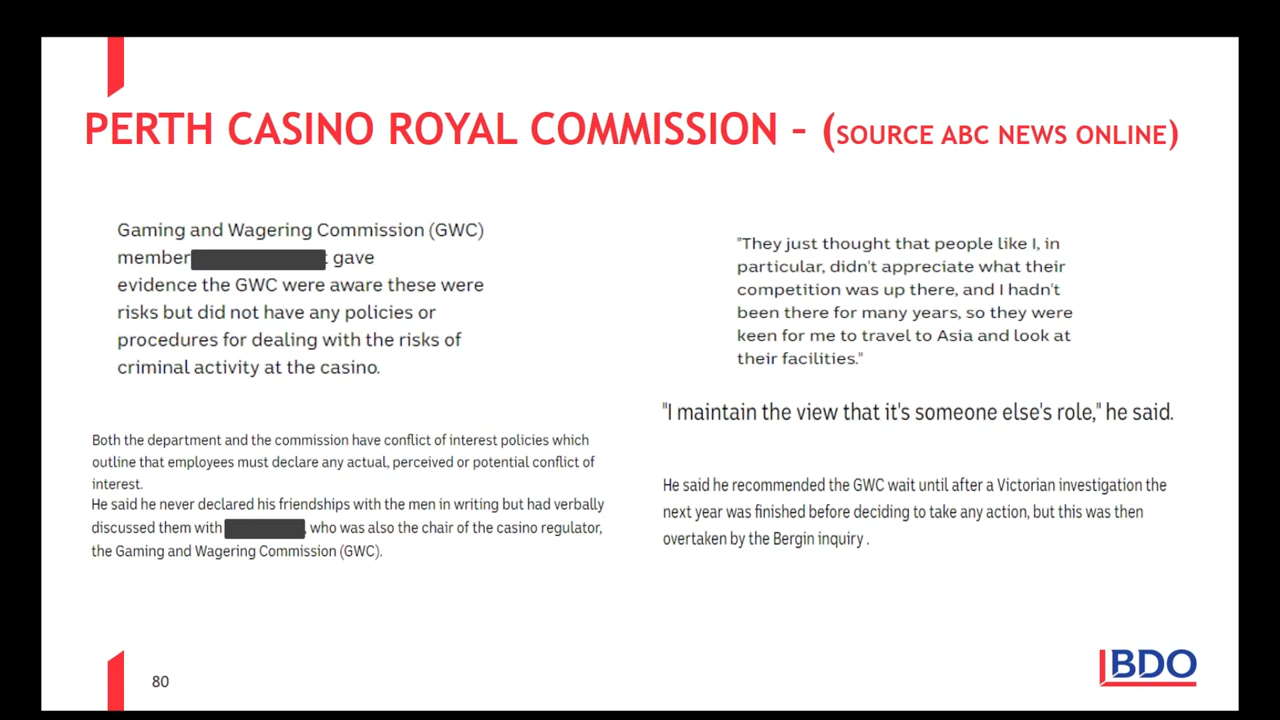 PERTH CASINO ROYAL COMMISSION - (SOURCE ABC NEWS ONLINE)
Gaming and Wagering Commission (GWC)
member gave
evidence the GWC were aware these were
risks but did not have any policies or
procedures for dealing with the risks of
criminal activity at the casino.
Both the department and the commission have conflict of interest policies which
outline that employees must declare any actual, perceived or potential conflict of
interest.
He said he never declared his friendships with the men in writing but had verbally
discussed them with , who was also the chair of the casino regulator,
the Gaming and Wagering Commission (GWC).
"They just thought that people like I, in
particular, didn't appreciate what their
competition was up there, and I hadn't
been there for many years, so they were
keen for me to travel to Asia and look at
their facilities."
"I maintain the view that it's someone else's role," he said.
He said he recommended the GWC wait until after a Victorian investigation the
next year was finished before deciding to take any action, but this was then
overtaken by the Bergin inquiry .
80
BDO